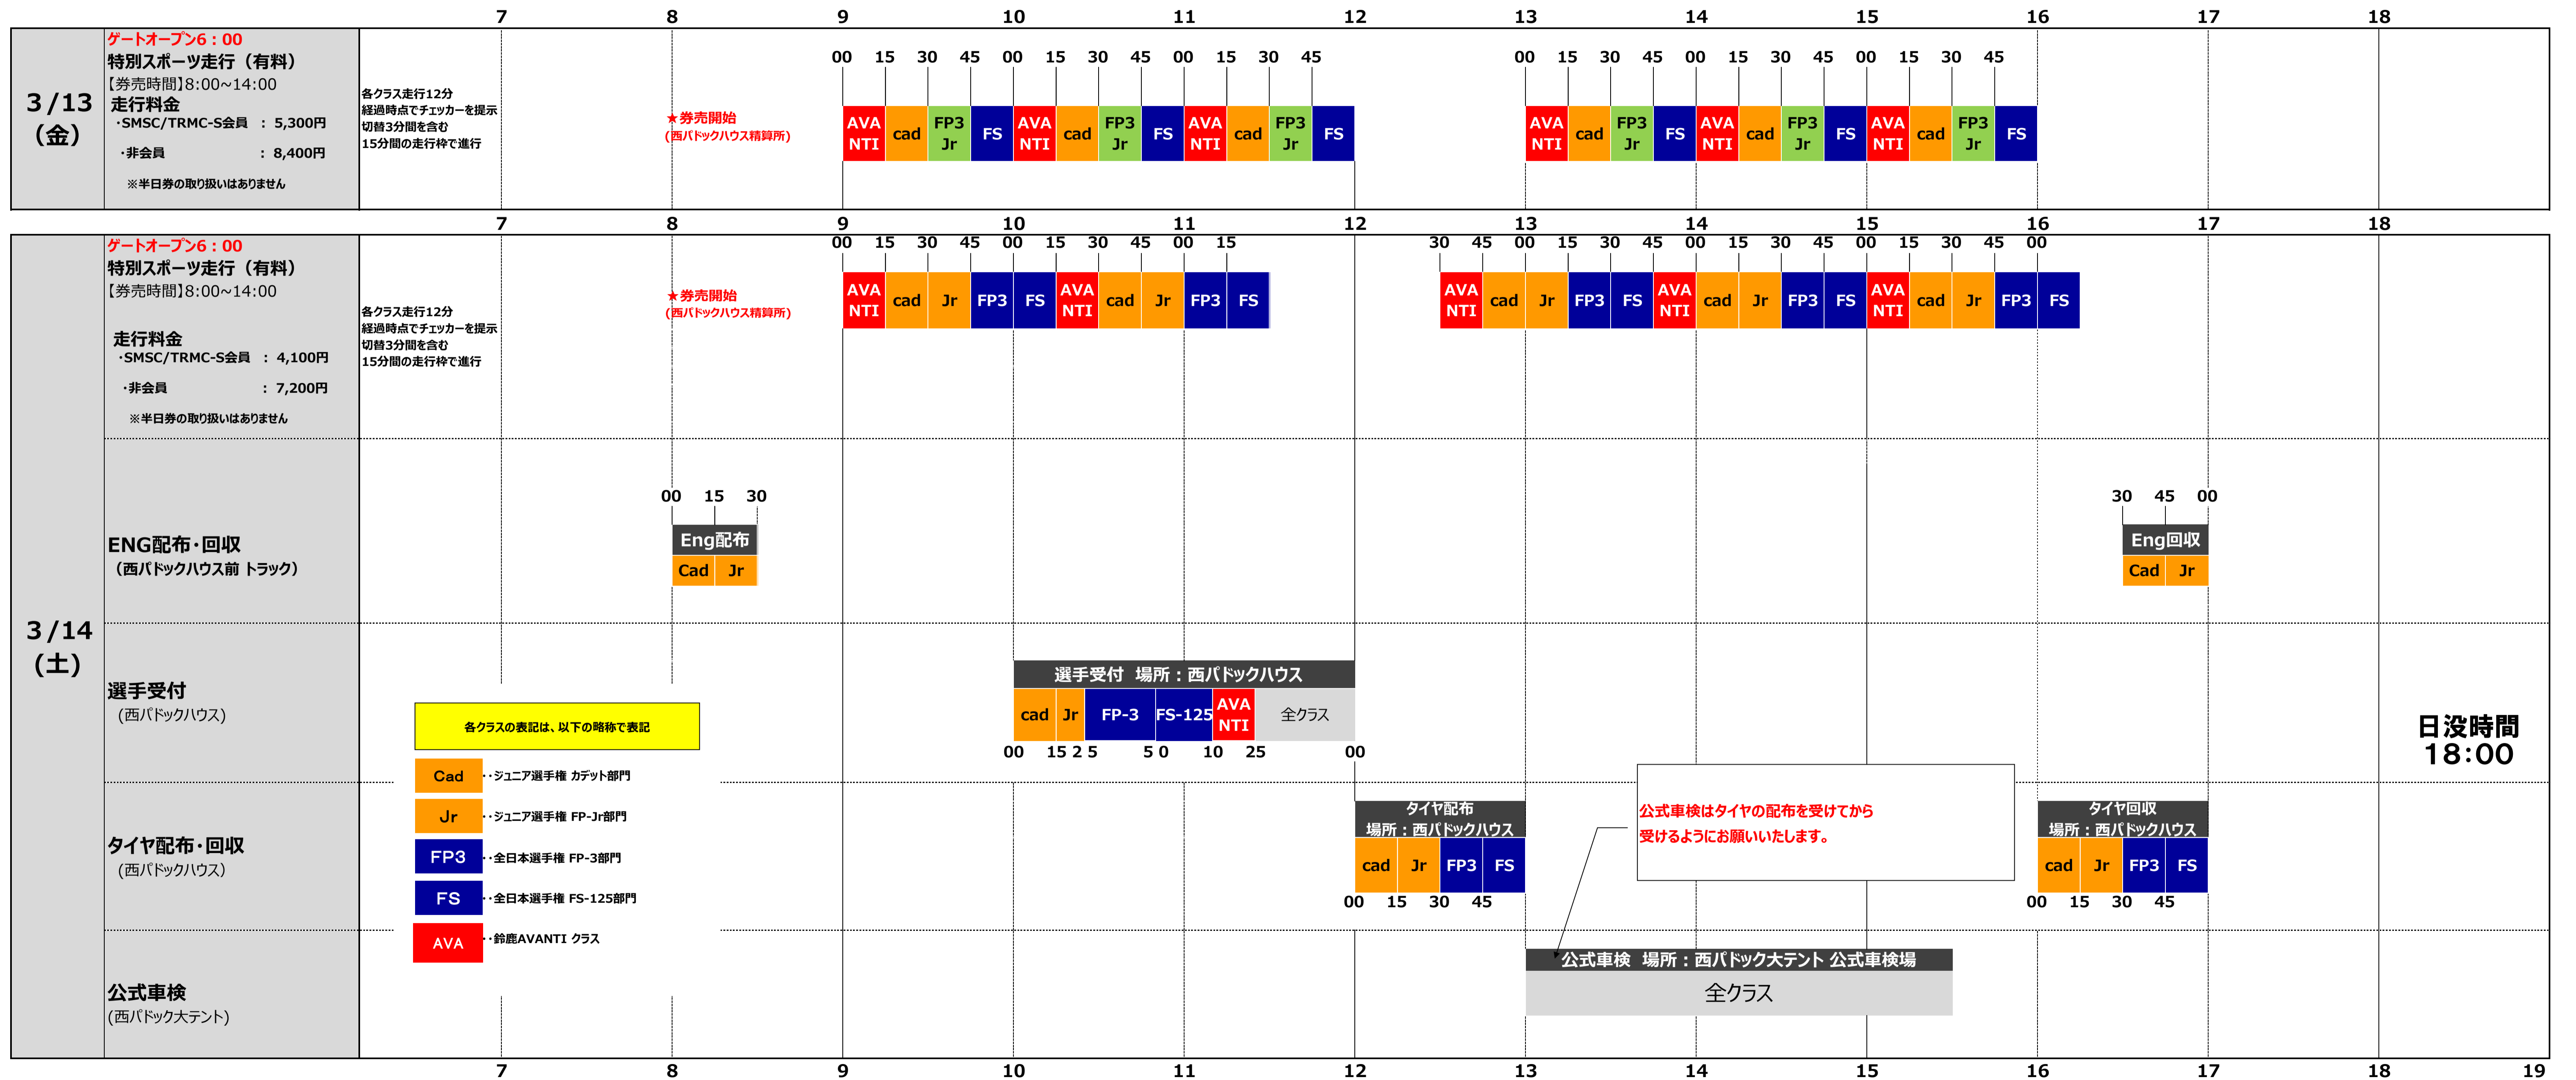 7 8 9 10 11 12 13 14 15 16 17 18
3/13
(金)
ゲートオープン6：00
特別スポーツ走行（有料）
【券売時間】8:00~14:00
走行料金
・SMSC/TRMC-S会員 ： 5,300円
・非会員 ： 8,400円
※半日券の取り扱いはありません
各クラス走行12分
経過時点でチェッカーを提示
切替3分間を含む
15分間の走行枠で進行
★券売開始
(西パドックハウス精算所)
00 15 30 45 00 15 30 45 00 15 30 45 00 15 30 45 00 15 30 45 00 15 30 45
AVA NTI cad FP3 Jr FS AVA NTI cad FP3 Jr FS AVA NTI cad FP3 Jr FS AVA NTI cad FP3 Jr FS AVA NTI cad FP3 Jr FS AVA NTI cad FP3 Jr FS
7 8 9 10 11 12 13 14 15 16 17 18
3/14
(土)
ゲートオープン6：00
特別スポーツ走行（有料）
【券売時間】8:00~14:00
走行料金
・SMSC/TRMC-S会員 ： 4,100円
・非会員 ： 7,200円
※半日券の取り扱いはありません
各クラス走行12分
経過時点でチェッカーを提示
切替3分間を含む
15分間の走行枠で進行
★券売開始
(西パドックハウス精算所)
00 15 30 45 00 15 30 45 00 15 30 45 00 15 30 45 00 15 30 45 00 15 30 45 00
AVA NTI cad Jr FP3 FS AVA NTI cad Jr FP3 FS AVA NTI cad Jr FP3 FS AVA NTI cad Jr FP3 FS AVA NTI cad Jr FP3 FS
ENG配布・回収
（西パドックハウス前 トラック）
00 15 30
Eng配布
Cad Jr
30 45 00
Eng回収
Cad Jr
選手受付
(西パドックハウス)
選手受付 場所：西パドックハウス
cad Jr FP-3 FS-125 AVA NTI 全クラス
00 15 2 5 5 0 10 25 00
日没時間
18:00
各クラスの表記は、以下の略称で表記
Cad ・・ジュニア選手権 カデット部門
Jr ・・ジュニア選手権 FP-Jr部門
FP3 ・・全日本選手権 FP-3部門
FS ・・全日本選手権 FS-125部門
AVA ・・鈴鹿AVANTI クラス
タイヤ配布・回収
(西パドックハウス)
タイヤ配布
場所：西パドックハウス
cad Jr FP3 FS
00 15 30 45
公式車検はタイヤの配布を受けてから
受けるようにお願いいたします。
タイヤ回収
場所：西パドックハウス
cad Jr FP3 FS
00 15 30 45
公式車検
(西パドック大テント)
公式車検 場所：西パドック大テント 公式車検場
全クラス
7 8 9 10 11 12 13 14 15 16 17 18 19